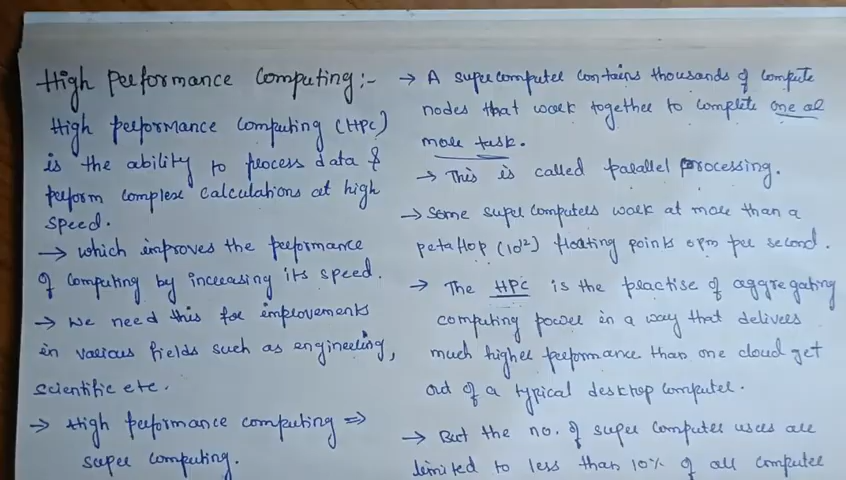 High performance Computing:-
High performance Computing (HPC)
is the ability to process data &
perform complex calculations at high
speed.
→ which improves the performance
of computing by increasing its speed.
→ we need this for improvements
in various fields such as engineering,
scientific etc.
→ High performance computing ⇒
super computing.
→ A supercomputer contains thousands of compute
nodes that work together to complete one or
more task.
→ This is called parallel processing.
→ Some super computers work at more than a
petaflop (10¹²) floating points opm per second.
→ The HPC is the practise of aggregating
computing power in a way that delivers
much higher performance than one cloud get
out of a typical desktop computer.
→ But the no. of super computer users are
limited to less than 10% of all computer